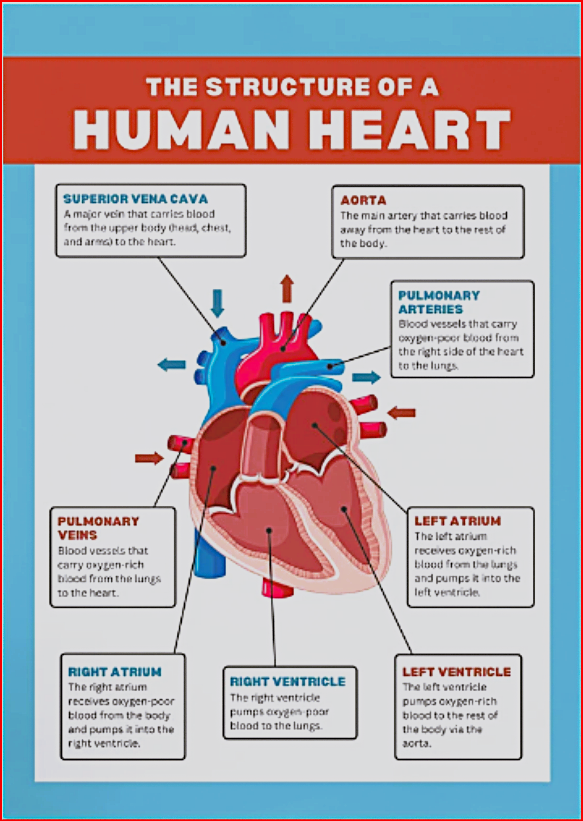 THE STRUCTURE OF A
HUMAN HEART
SUPERIOR VENA CAVA
A major vein that carries blood
from the upper body (head, chest,
and arms) to the heart.
AORTA
The main artery that carries blood
away from the heart to the rest of
the body.
PULMONARY
ARTERIES
Blood vessels that carry
oxygen-poor blood from
the right side of the heart
to the lungs.
PULMONARY
VEINS
Blood vessels that
carry oxygen-rich
blood from the lungs
to the heart.
LEFT ATRIUM
The left atrium
receives oxygen-rich
blood from the lungs
and pumps it into the
left ventricle.
RIGHT ATRIUM
The right atrium
receives oxygen-poor
blood from the body
and pumps it into the
right ventricle.
RIGHT VENTRICLE
The right ventricle
pumps oxygen-poor
blood to the lungs.
LEFT VENTRICLE
The left ventricle
pumps oxygen-rich
blood to the rest of
the body via the
aorta.